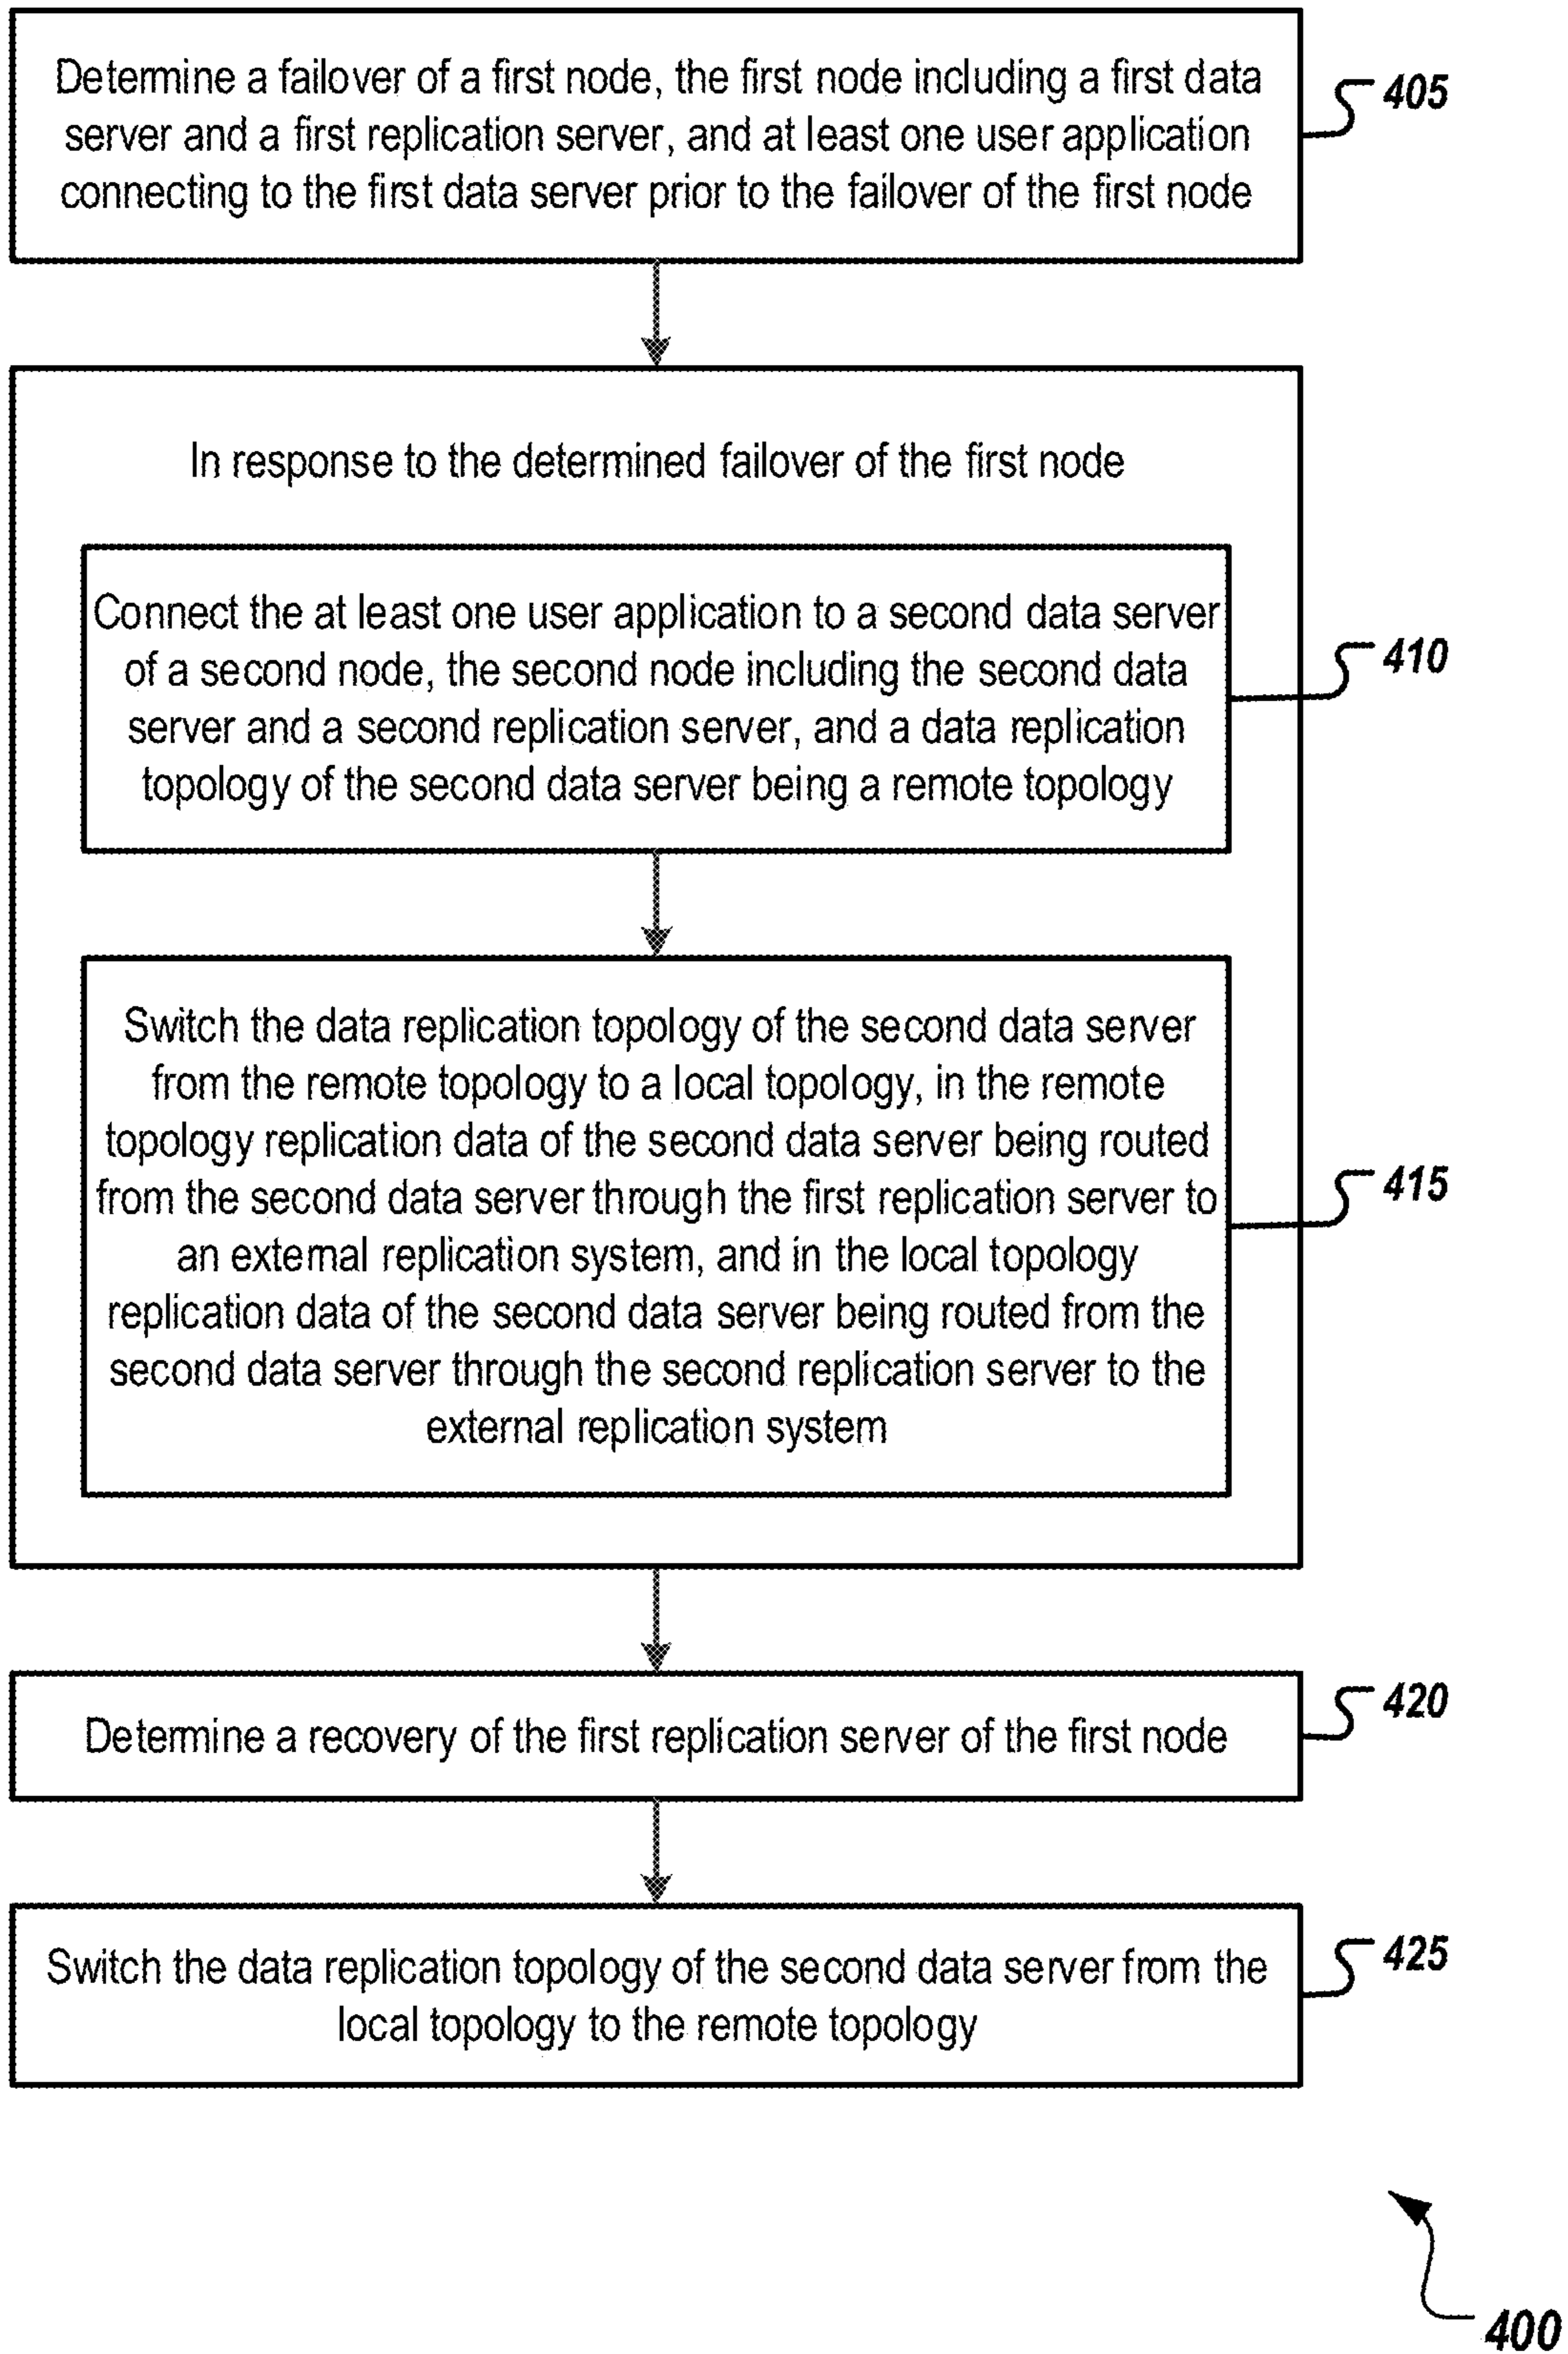 Determine a failover of a first node, the first node including a first data
server and a first replication server, and at least one user application
connecting to the first data server prior to the failover of the first node
405
In response to the determined failover of the first node
Connect the at least one user application to a second data server
of a second node, the second node including the second data
server and a second replication server, and a data replication
topology of the second data server being a remote topology
410
Switch the data replication topology of the second data server
from the remote topology to a local topology, in the remote
topology replication data of the second data server being routed
from the second data server through the first replication server to
an external replication system, and in the local topology
replication data of the second data server being routed from the
second data server through the second replication server to the
external replication system
415
Determine a recovery of the first replication server of the first node
420
Switch the data replication topology of the second data server from the
local topology to the remote topology
425
400